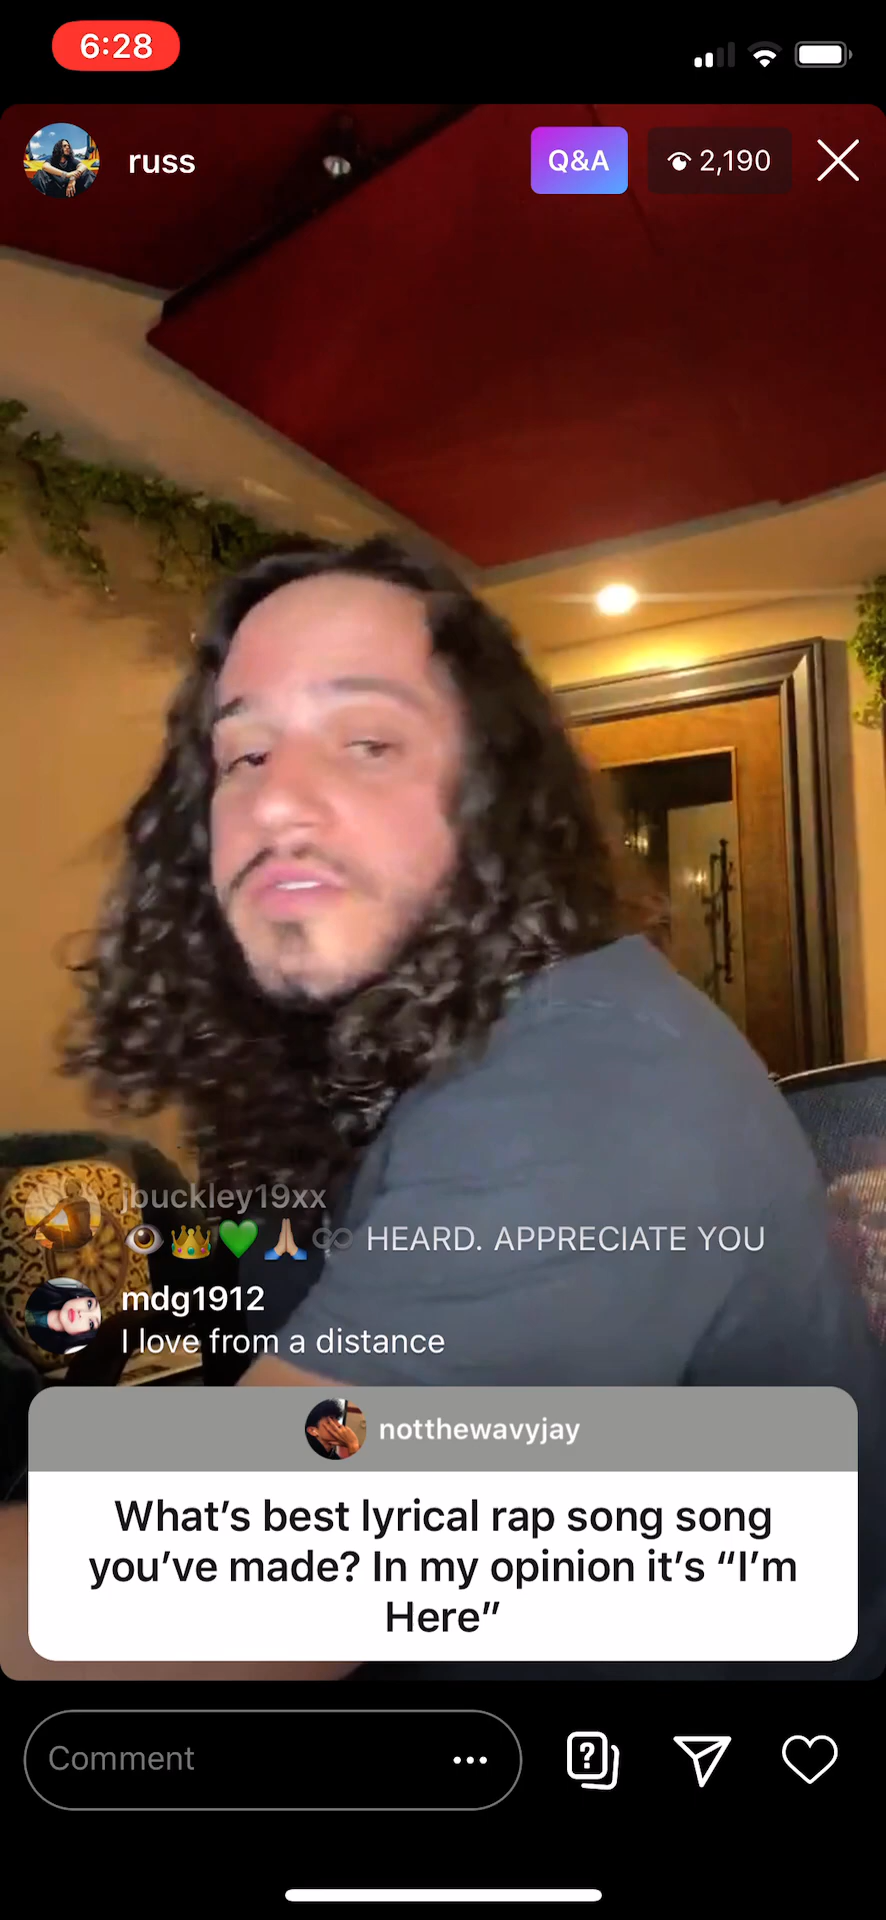 6:28
russ
Q&A
2,190
jbuckley19xx
👁️👑💚🙏🏼♾ HEARD. APPRECIATE YOU
mdg1912
I love from a distance
notthewavyjay
What’s best lyrical rap song song
you’ve made? In my opinion it’s “I’m
Here”
Comment